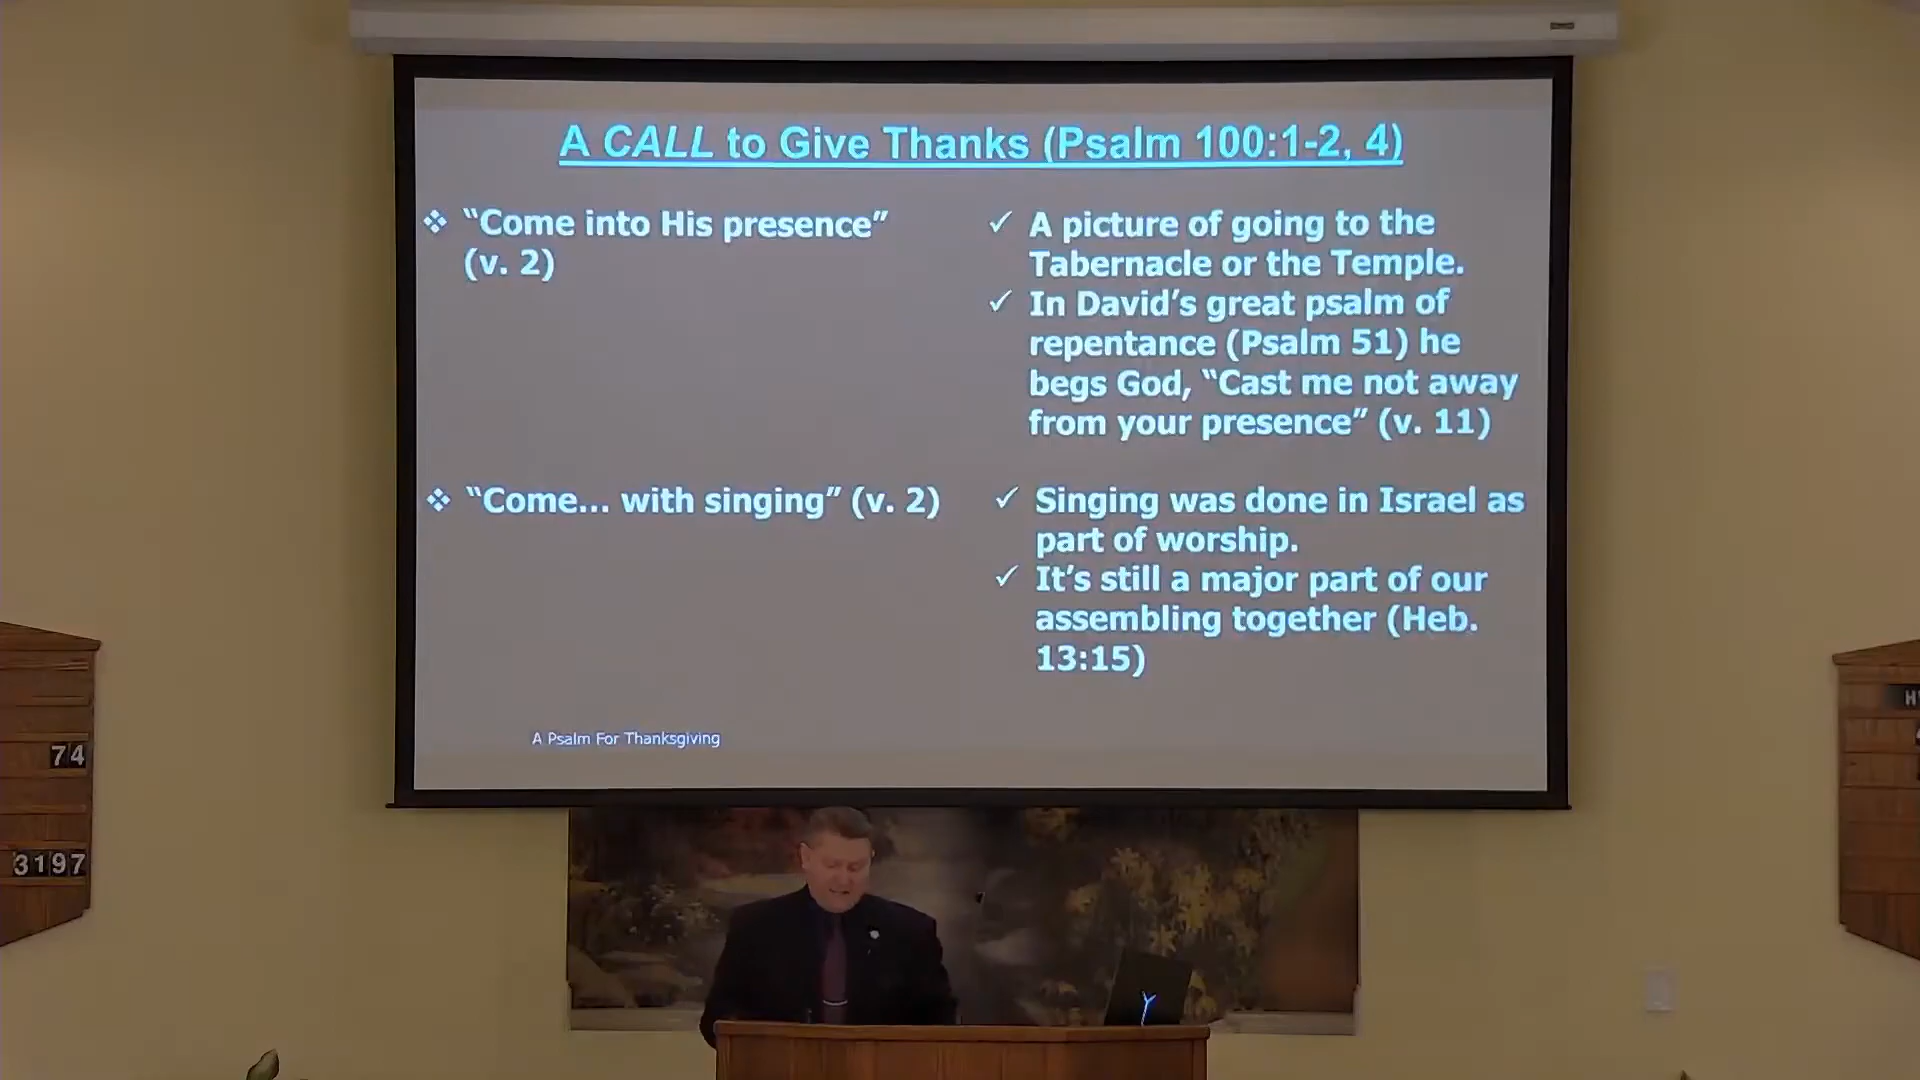 A CALL to Give Thanks (Psalm 100:1-2, 4)
“Come into His presence”
(v. 2)
✓ A picture of going to the
Tabernacle or the Temple.
✓ In David’s great psalm of
repentance (Psalm 51) he
begs God, “Cast me not away
from your presence” (v. 11)
“Come... with singing” (v. 2)
✓ Singing was done in Israel as
part of worship.
✓ It’s still a major part of our
assembling together (Heb.
13:15)
A Psalm For Thanksgiving
74
3197